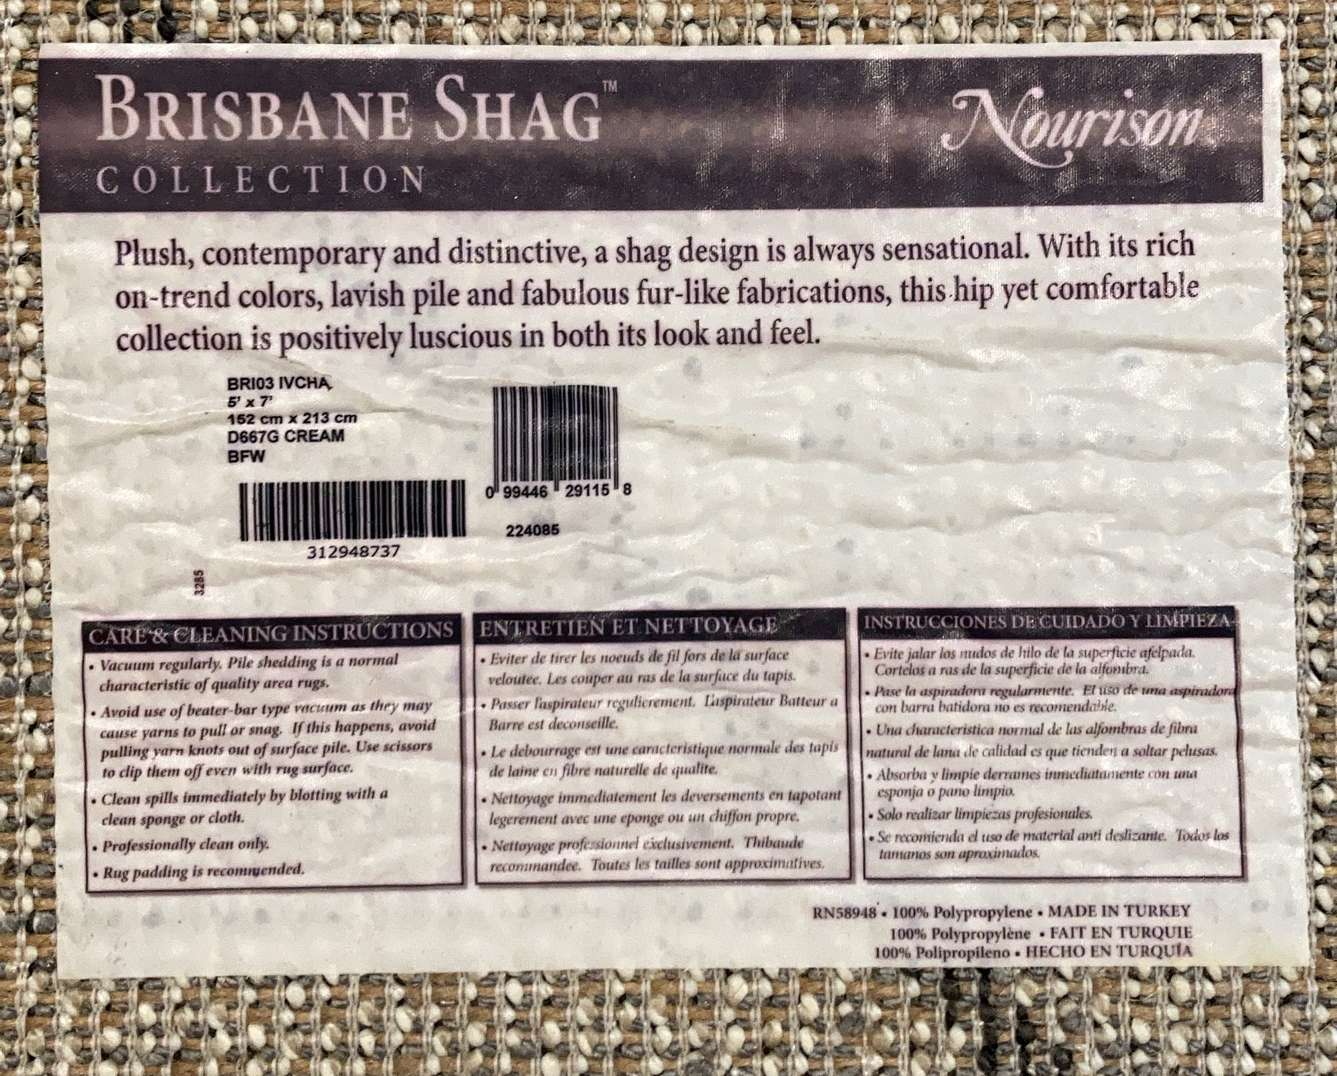 BRISBANE SHAG™
COLLECTION
Nourison
Plush, contemporary and distinctive, a shag design is always sensational. With its rich
on-trend colors, lavish pile and fabulous fur-like fabrications, this hip yet comfortable
collection is positively luscious in both its look and feel.
BRI03 IVCHA
5' x 7'
152 cm x 213 cm
D667G CREAM
BFW
312948737
0 99446 29115 8
224085
3285
CARE & CLEANING INSTRUCTIONS
• Vacuum regularly. Pile shedding is a normal
characteristic of quality area rugs.
• Avoid use of beater-bar type vacuum as they may
cause yarns to pull or snag. If this happens, avoid
pulling yarn knots out of surface pile. Use scissors
to clip them off even with rug surface.
• Clean spills immediately by blotting with a
clean sponge or cloth.
• Professionally clean only.
• Rug padding is recommended.
ENTRETIEN ET NETTOYAGE
• Eviter de tirer les noeuds de fil fors de la surface
veloutee. Les couper au ras de la surface du tapis.
• Passer l'aspirateur regulierement. L'aspirateur Batteur a
Barre est deconseille.
• Le debourrage est une caracteristique normale des tapis
de laine en fibre naturelle de qualite.
• Nettoyage immediatement les deversements en tapotant
legerement avec une eponge ou un chiffon propre.
• Nettoyage professionnel exclusivement. Thibaude
recommandee. Toutes les tailles sont approximatives.
INSTRUCCIONES DE CUIDADO Y LIMPIEZA
• Evite jalar los nudos de hilo de la superficie afelpada.
Cortelos a ras de la superficie de la alfombra.
• Pase la aspiradora regularmente. El uso de una aspiradora
con barra batidora no es recomendable.
• Una characteristica normal de las alfombras de fibra
natural de lana de calidad es que tienden a soltar pelusas.
• Absorba y limpie derrames inmediatamente con una
esponja o pano limpio.
• Solo realizar limpiezas profesionales.
• Se recomienda el uso de material anti deslizante. Todos los
tamanos son aproximados.
RN58948 • 100% Polypropylene • MADE IN TURKEY
100% Polypropylène • FAIT EN TURQUIE
100% Polipropileno • HECHO EN TURQUÍA